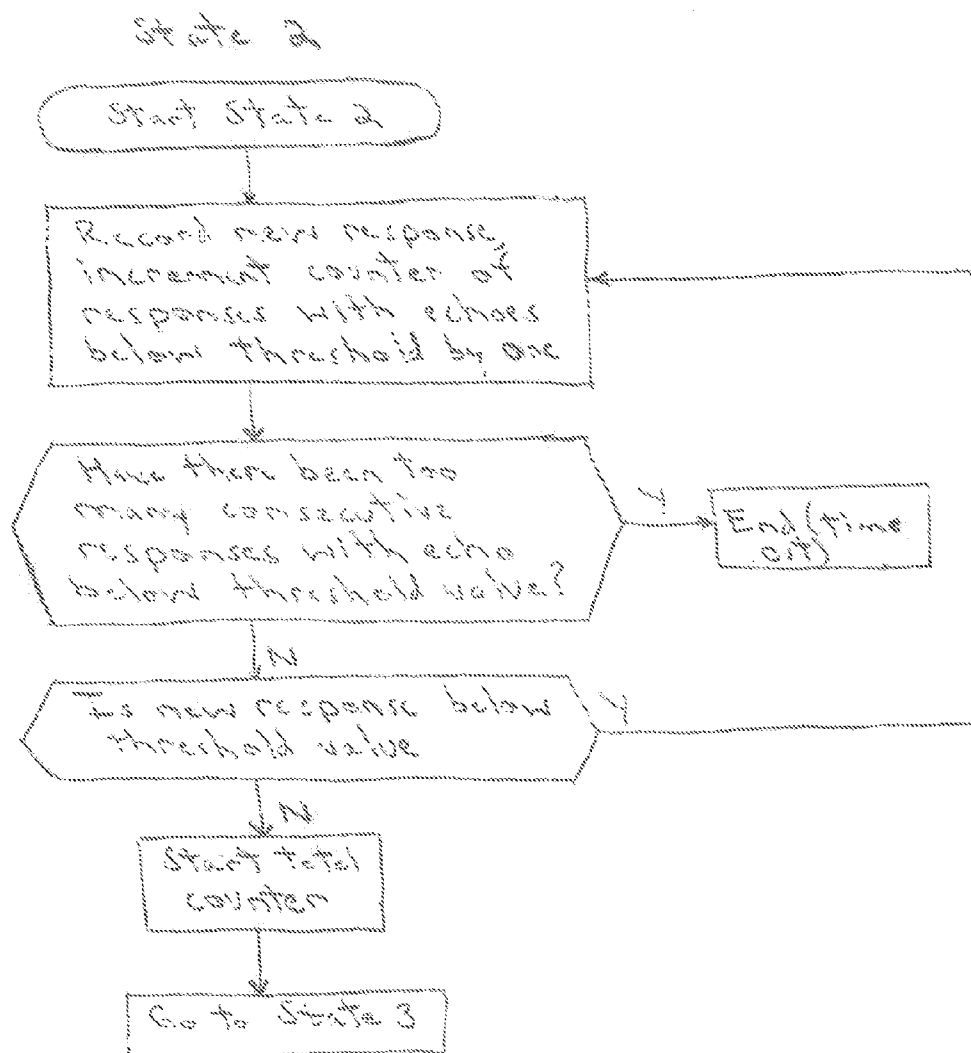 State 2
Start State 2
Record new response,
increment counter of
responses with echoes
below threshold by one
Have there been too
many consecutive
responses with echo
below threshold value?
Y
End (time
out)
N
Is new response below
threshold value
Y
N
Start total
counter
Go to State 3